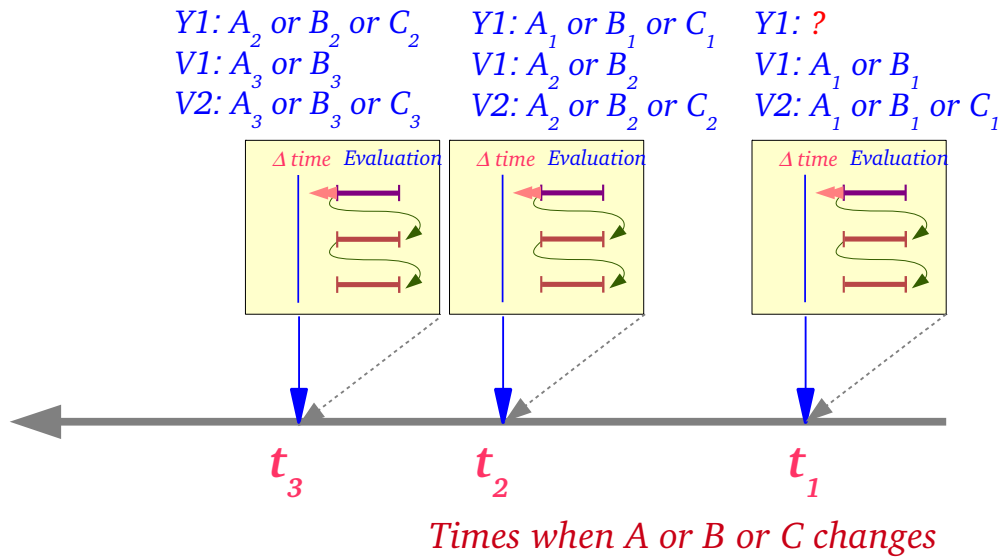 Y1: A₂ or B₂ or C₂
V1: A₃ or B₃
V2: A₃ or B₃ or C₃
Y1: A₁ or B₁ or C₁
V1: A₂ or B₂
V2: A₂ or B₂ or C₂
Y1: ?
V1: A₁ or B₁
V2: A₁ or B₁ or C₁
Δ time Evaluation
Δ time Evaluation
Δ time Evaluation
t₃
t₂
t₁
Times when A or B or C changes